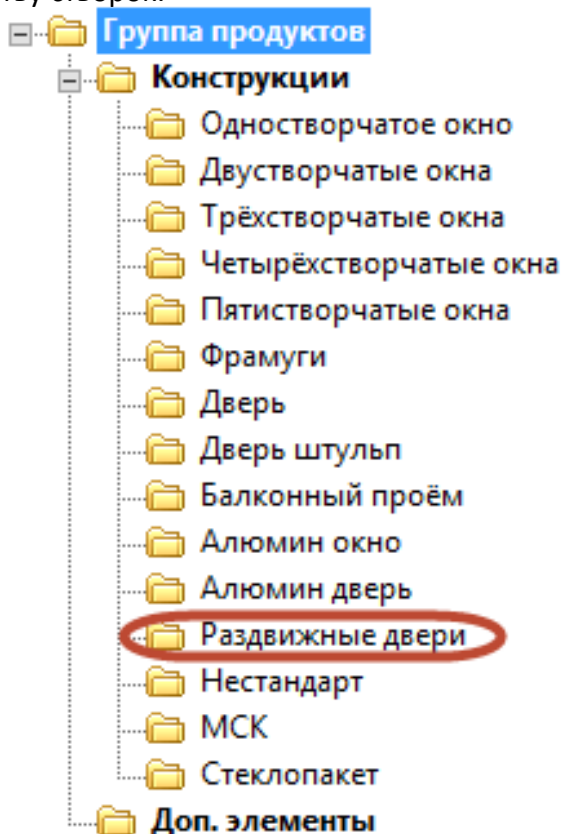 Группа продуктов
Конструкции
Одностворчатое окно
Двустворчатые окна
Трёхстворчатые окна
Четырёхстворчатые окна
Пятистворчатые окна
Фрамуги
Дверь
Дверь штульп
Балконный проём
Алюмин окно
Алюмин дверь
Раздвижные двери
Нестандарт
МСК
Стеклопакет
Доп. элементы